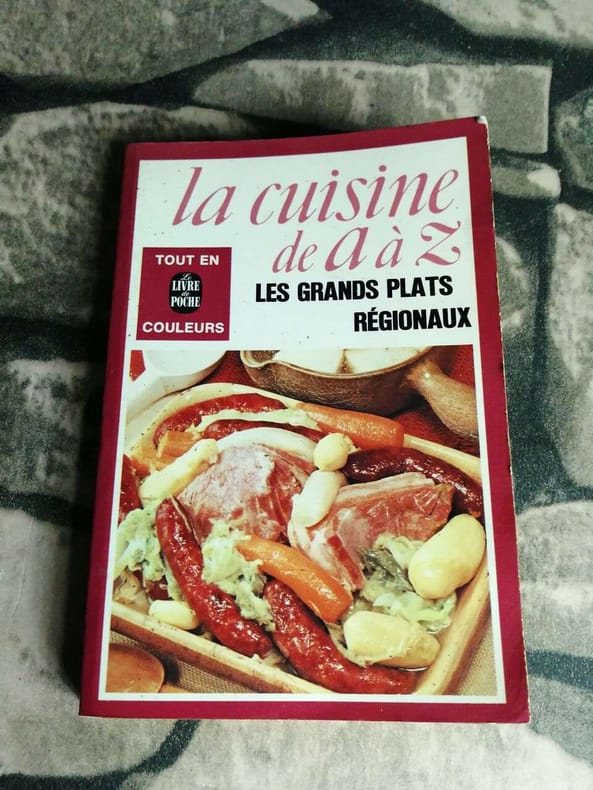 la cuisine
de a à z
TOUT EN
Le
LIVRE
de
POCHE
COULEURS
LES GRANDS PLATS
RÉGIONAUX